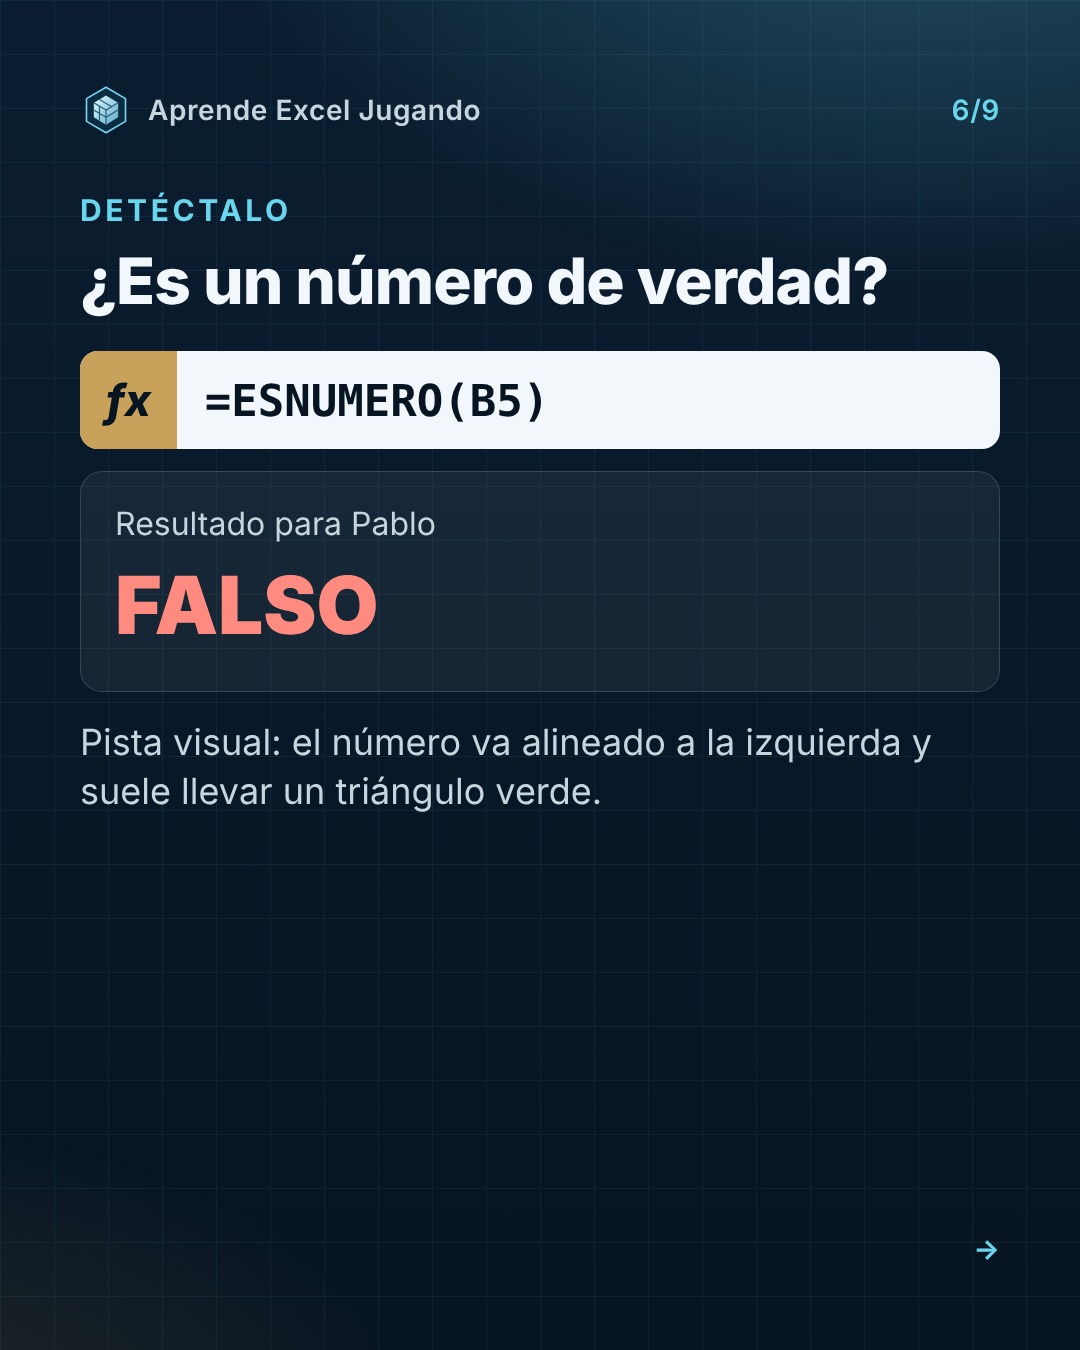 Aprende Excel Jugando
6/9
DETÉCTALO
¿Es un número de verdad?
fx =ESNUMERO(B5)
Resultado para Pablo
FALSO
Pista visual: el número va alineado a la izquierda y
suele llevar un triángulo verde.
→